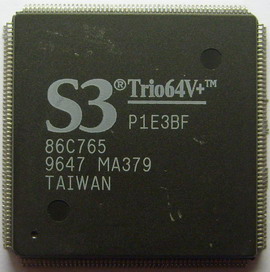 S3® Trio64V+™
P1E3BF
86C765
9647 MA379
TAIWAN